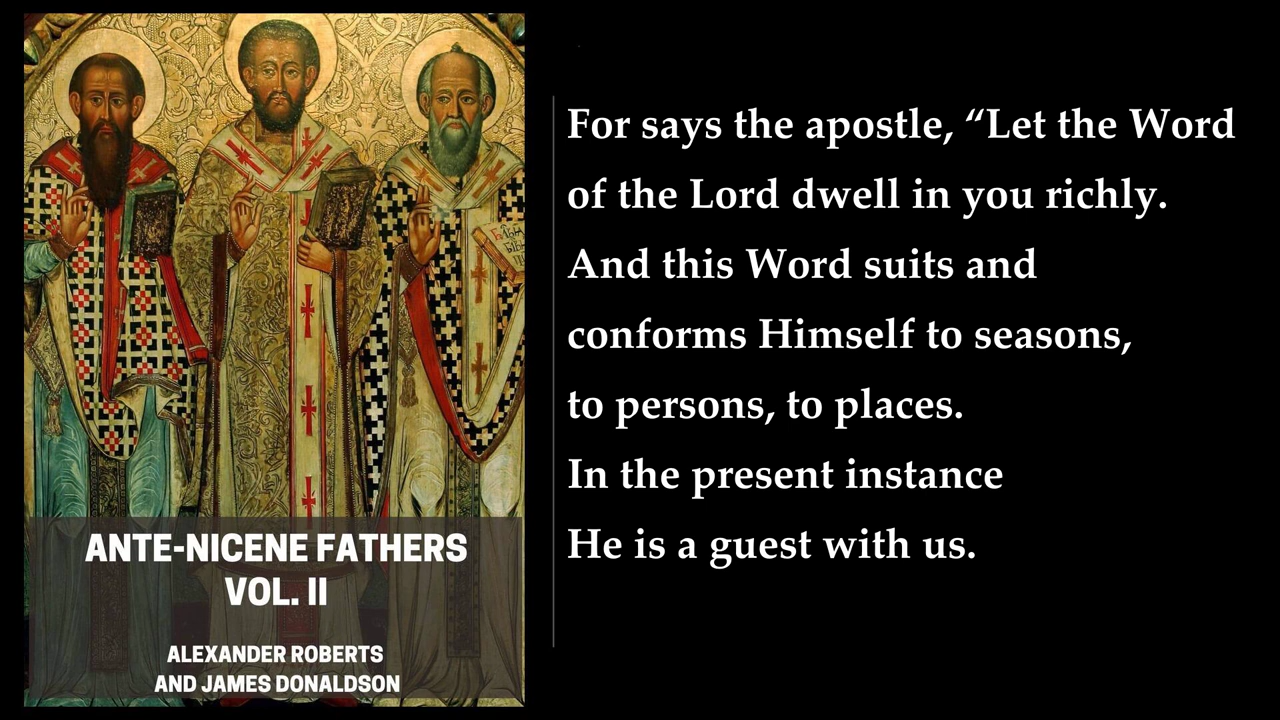 For says the apostle, “Let the Word
of the Lord dwell in you richly.
And this Word suits and
conforms Himself to seasons,
to persons, to places.
In the present instance
He is a guest with us.
ANTE-NICENE FATHERS
VOL. II
ALEXANDER ROBERTS
AND JAMES DONALDSON